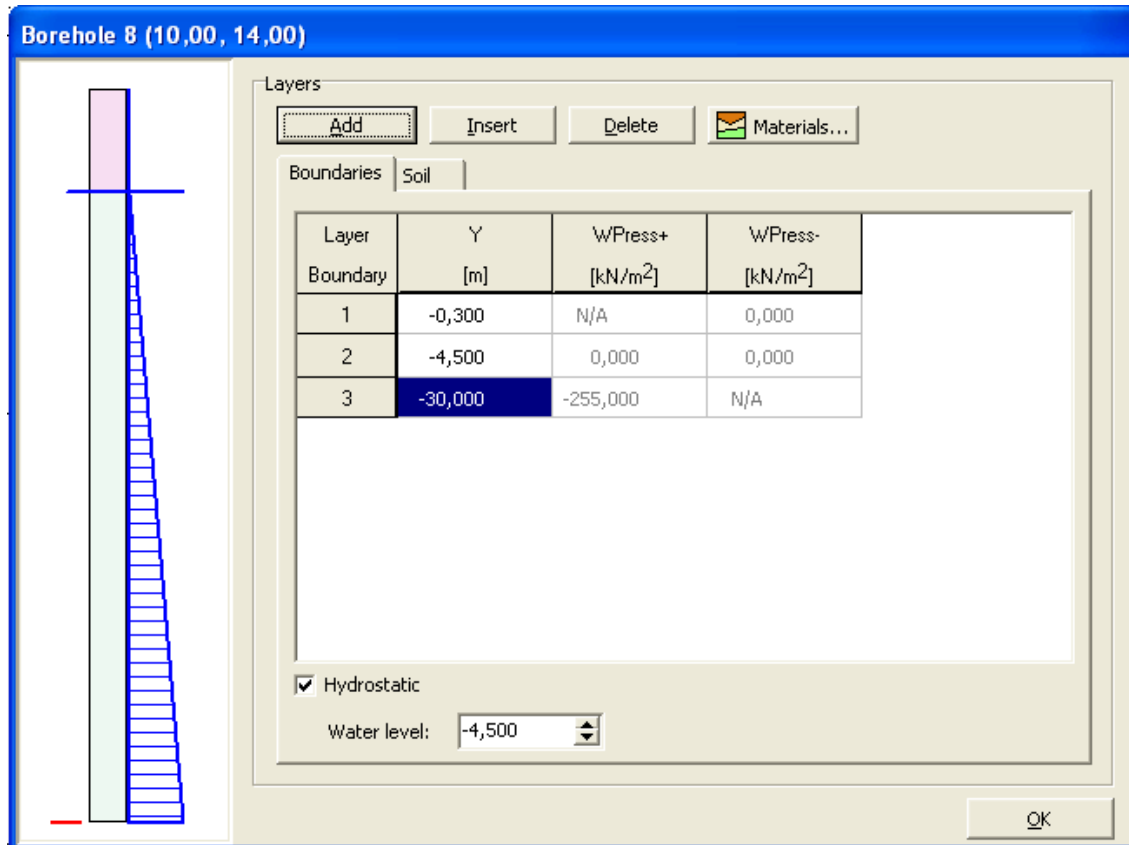 Borehole 8 (10,00, 14,00)
Layers
Add Insert Delete Materials...
Boundaries Soil
Layer Boundary Y [m] WPress+ [kN/m2] WPress- [kN/m2]
1 -0,300 N/A 0,000
2 -4,500 0,000 0,000
3 -30,000 -255,000 N/A
Hydrostatic
Water level: -4,500
OK